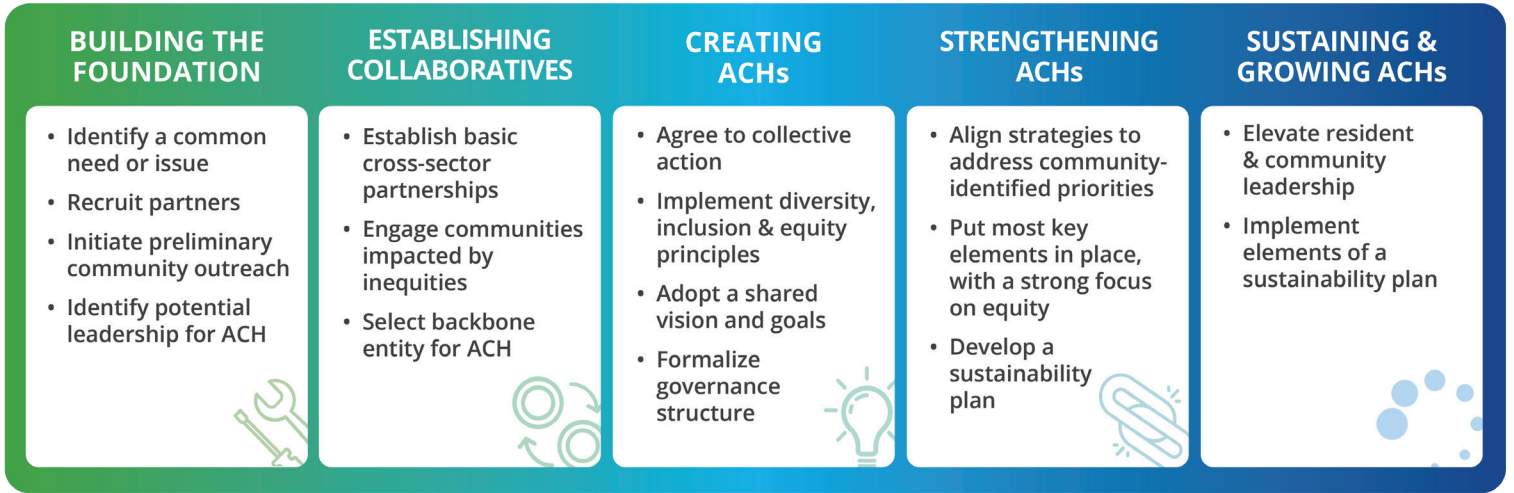 BUILDING THE
FOUNDATION
• Identify a common
need or issue
• Recruit partners
• Initiate preliminary
community outreach
• Identify potential
leadership for ACH
ESTABLISHING
COLLABORATIVES
• Establish basic
cross-sector
partnerships
• Engage communities
impacted by
inequities
• Select backbone
entity for ACH
CREATING
ACHs
• Agree to collective
action
• Implement diversity,
inclusion & equity
principles
• Adopt a shared
vision and goals
• Formalize
governance
structure
STRENGTHENING
ACHs
• Align strategies to
address community-
identified priorities
• Put most key
elements in place,
with a strong focus
on equity
• Develop a
sustainability
plan
SUSTAINING &
GROWING ACHs
• Elevate resident
& community
leadership
• Implement
elements of a
sustainability plan